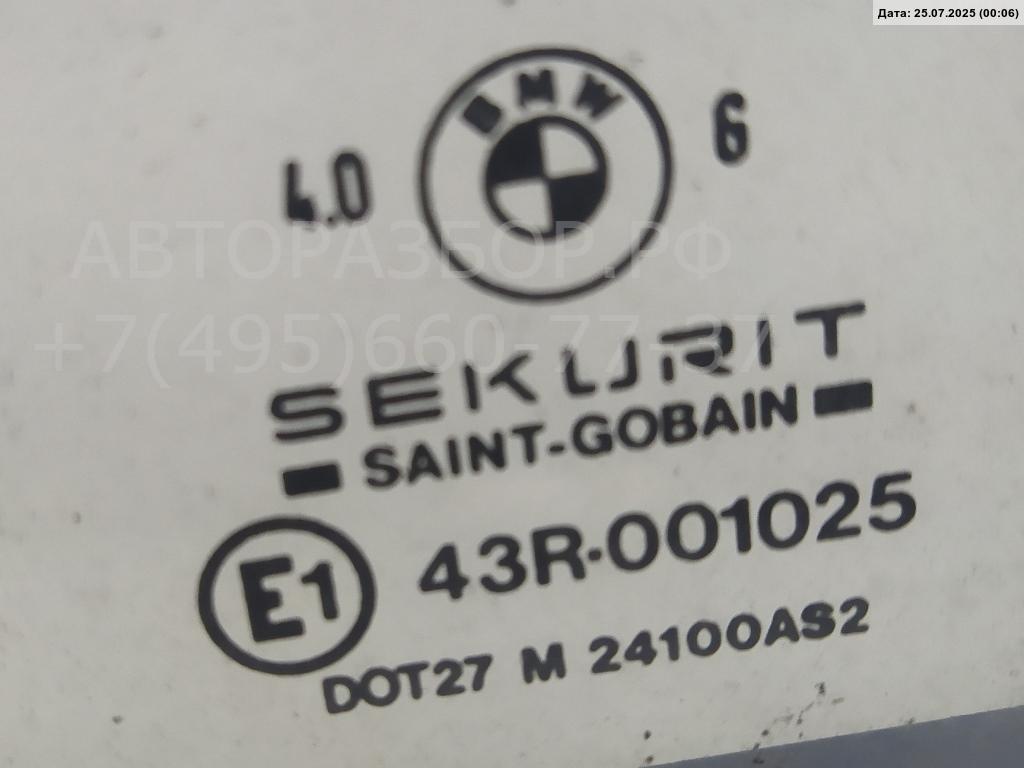 Дата: 25.07.2025 (00:06)
BMW
4.0 6
АВТОРАЗБОР.РФ
+7(495)660-77-37
SEKURIT
SAINT-GOBAIN
E1 43R-001025
DOT27 M 24100AS2